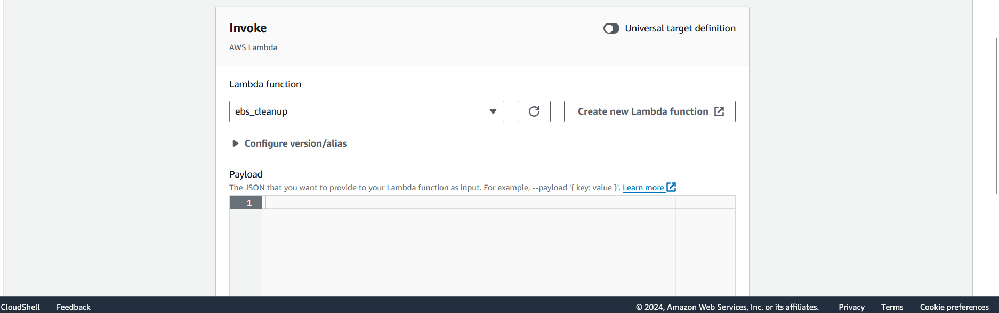 Invoke
Universal target definition
AWS Lambda
Lambda function
ebs_cleanup
Create new Lambda function
Configure version/alias
Payload
The JSON that you want to provide to your Lambda function as input. For example, --payload '{ key: value }'. Learn more
1
CloudShell Feedback © 2024, Amazon Web Services, Inc. or its affiliates. Privacy Terms Cookie preferences